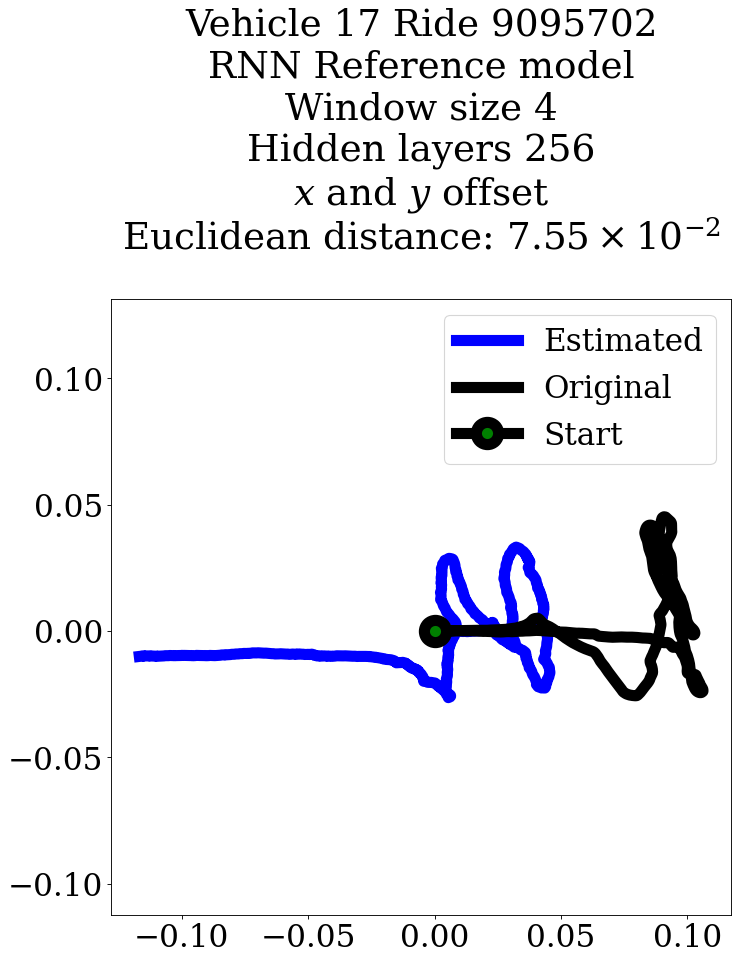 Vehicle 17 Ride 9095702
RNN Reference model
Window size 4
Hidden layers 256
x and y offset
Euclidean distance: 7.55 × 10⁻²
Estimated
Original
Start
0.10
0.05
0.00
−0.05
−0.10
−0.10 −0.05 0.00 0.05 0.10